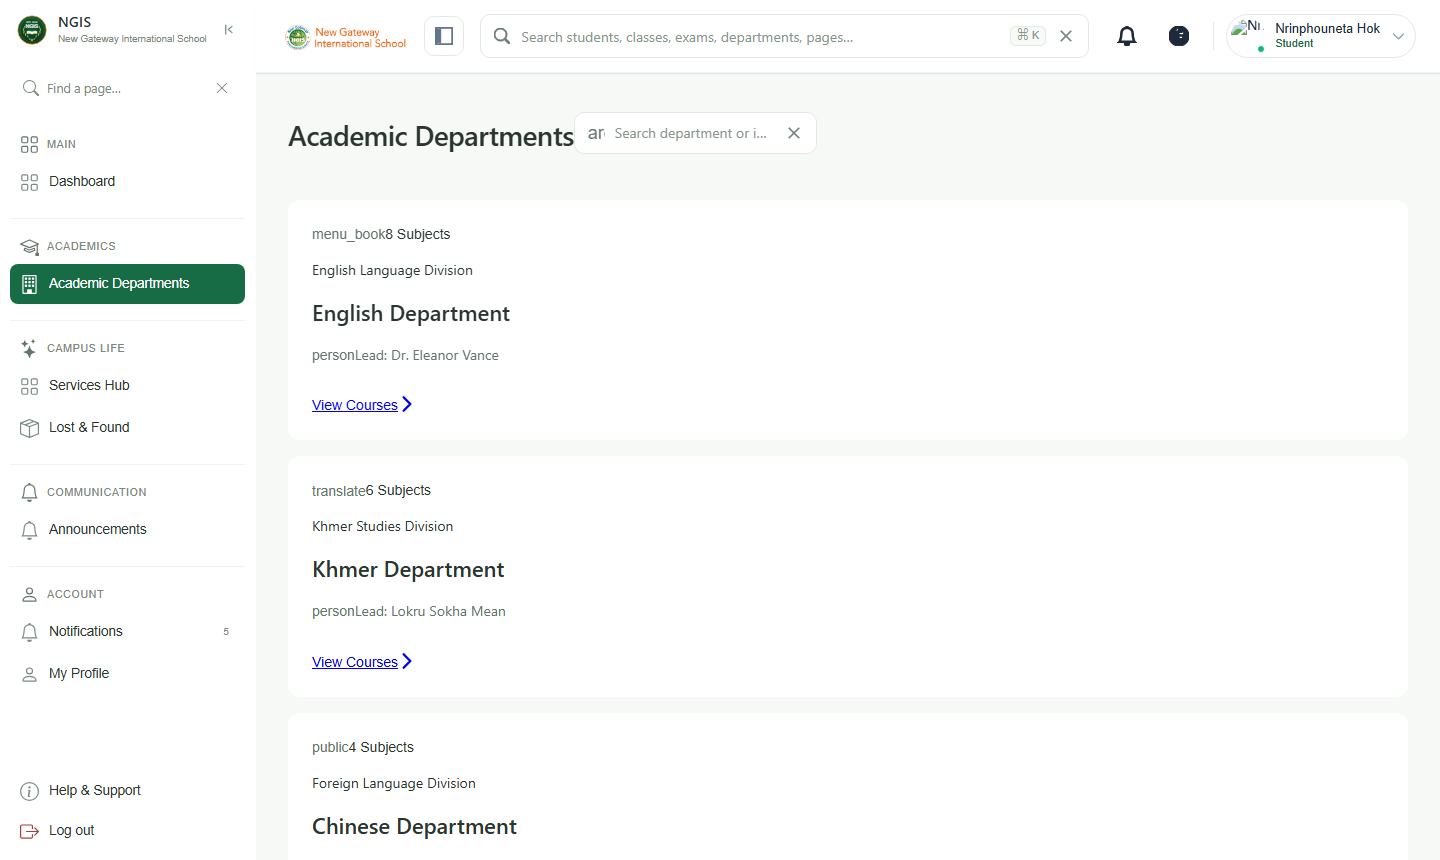 NGIS
New Gateway International School
Find a page...
MAIN
Dashboard
ACADEMICS
Academic Departments
CAMPUS LIFE
Services Hub
Lost & Found
COMMUNICATION
Announcements
ACCOUNT
Notifications 5
My Profile
Help & Support
Log out
New Gateway
International School
Search students, classes, exams, departments, pages... ⌘ K
Nrinphouneta Hok
Student
Academic Departments
Search department or i...
menu_book8 Subjects
English Language Division
English Department
personLead: Dr. Eleanor Vance
View Courses
translate6 Subjects
Khmer Studies Division
Khmer Department
personLead: Lokru Sokha Mean
View Courses
public4 Subjects
Foreign Language Division
Chinese Department